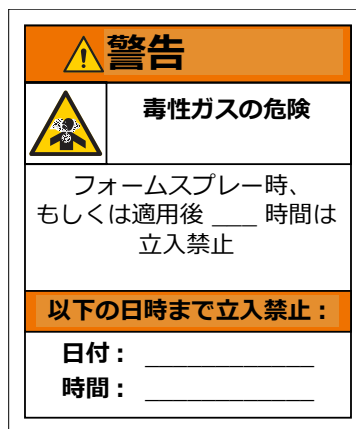 警告
毒性ガスの危険
フォームスプレー時、
もしくは適用後 ___ 時間は
立入禁止
以下の日時まで立入禁止：
日付： ____________
時間： ____________